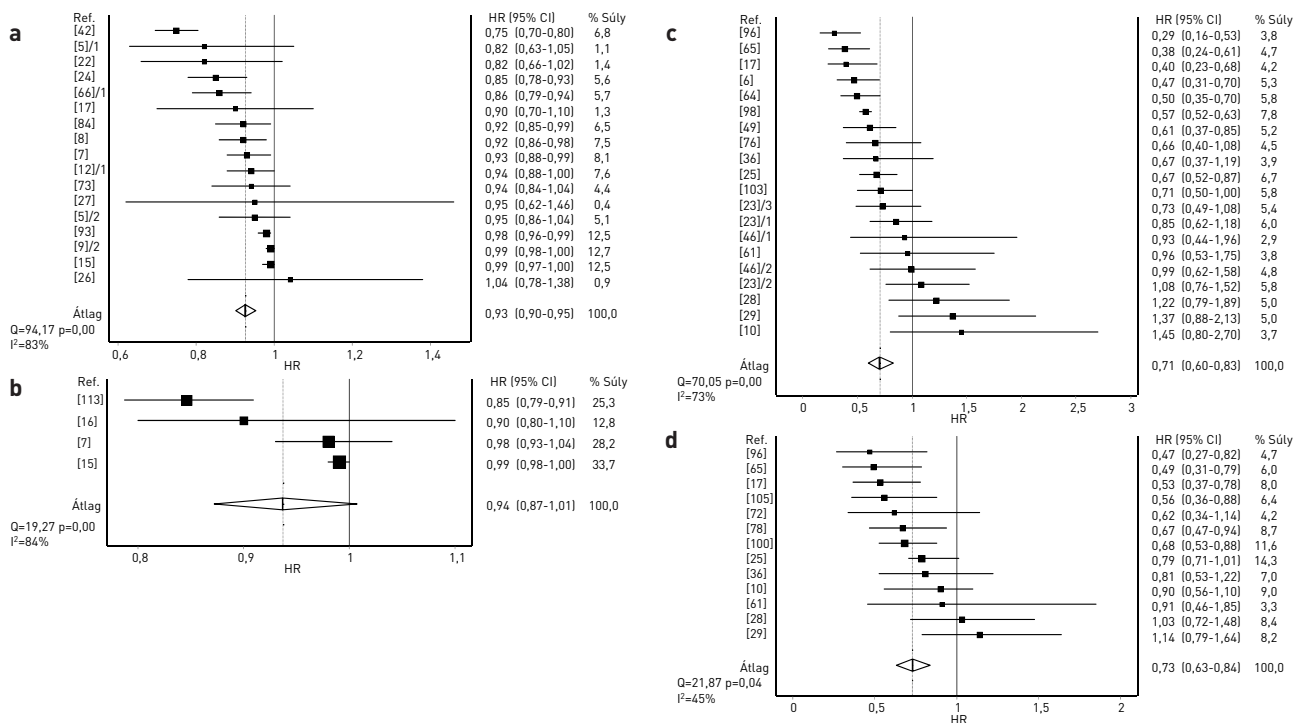 a
Ref. HR (95% CI) % Súly
[42] 0,75 (0,70-0,80) 6,8
[5]/1 0,82 (0,63-1,05) 1,1
[22] 0,82 (0,66-1,02) 1,4
[24] 0,85 (0,78-0,93) 5,6
[66]/1 0,86 (0,79-0,94) 5,7
[17] 0,90 (0,70-1,10) 1,3
[84] 0,92 (0,85-0,99) 6,5
[8] 0,92 (0,86-0,98) 7,5
[7] 0,93 (0,88-0,99) 8,1
[12]/1 0,94 (0,88-1,00) 7,6
[73] 0,94 (0,84-1,04) 4,4
[27] 0,95 (0,62-1,46) 0,4
[5]/2 0,95 (0,86-1,04) 5,1
[93] 0,98 (0,96-0,99) 12,5
[9]/2 0,99 (0,98-1,00) 12,7
[15] 0,99 (0,97-1,00) 12,5
[26] 1,04 (0,78-1,38) 0,9
Átlag 0,93 (0,90-0,95) 100,0
Q=94,17 p=0,00
I²=83%
0,6 0,8 1 1,2 1,4
HR
b
Ref. HR (95% CI) % Súly
[113] 0,85 (0,79-0,91) 25,3
[16] 0,90 (0,80-1,10) 12,8
[7] 0,98 (0,93-1,04) 28,2
[15] 0,99 (0,98-1,00) 33,7
Átlag 0,94 (0,87-1,01) 100,0
Q=19,27 p=0,00
I²=84%
0,8 0,9 1 1,1
HR
c
Ref. HR (95% CI) % Súly
[96] 0,29 (0,16-0,53) 3,8
[65] 0,38 (0,24-0,61) 4,7
[17] 0,40 (0,23-0,68) 4,2
[6] 0,47 (0,31-0,70) 5,3
[64] 0,50 (0,35-0,70) 5,8
[98] 0,57 (0,52-0,63) 7,8
[49] 0,61 (0,37-0,85) 5,2
[76] 0,66 (0,40-1,08) 4,5
[36] 0,67 (0,37-1,19) 3,9
[25] 0,67 (0,52-0,87) 6,7
[103] 0,71 (0,50-1,00) 5,8
[23]/3 0,73 (0,49-1,08) 5,4
[23]/1 0,85 (0,62-1,18) 6,0
[46]/1 0,93 (0,44-1,96) 2,9
[61] 0,96 (0,53-1,75) 3,8
[46]/2 0,99 (0,62-1,58) 4,8
[23]/2 1,08 (0,76-1,52) 5,8
[28] 1,22 (0,79-1,89) 5,0
[29] 1,37 (0,88-2,13) 5,0
[10] 1,45 (0,80-2,70) 3,7
Átlag 0,71 (0,60-0,83) 100,0
Q=70,05 p=0,00
I²=73%
0 0,5 1 1,5 2 2,5 3
HR
d
Ref. HR (95% CI) % Súly
[96] 0,47 (0,27-0,82) 4,7
[65] 0,49 (0,31-0,79) 6,0
[17] 0,53 (0,37-0,78) 8,0
[105] 0,56 (0,36-0,88) 6,4
[72] 0,62 (0,34-1,14) 4,2
[78] 0,67 (0,47-0,94) 8,7
[100] 0,68 (0,53-0,88) 11,6
[25] 0,79 (0,71-1,01) 14,3
[36] 0,81 (0,53-1,22) 7,0
[10] 0,90 (0,56-1,10) 9,0
[61] 0,91 (0,46-1,85) 3,3
[28] 1,03 (0,72-1,48) 8,4
[29] 1,14 (0,79-1,64) 8,2
Átlag 0,73 (0,63-0,84) 100,0
Q=21,87 p=0,04
I²=45%
0 0,5 1 1,5 2
HR